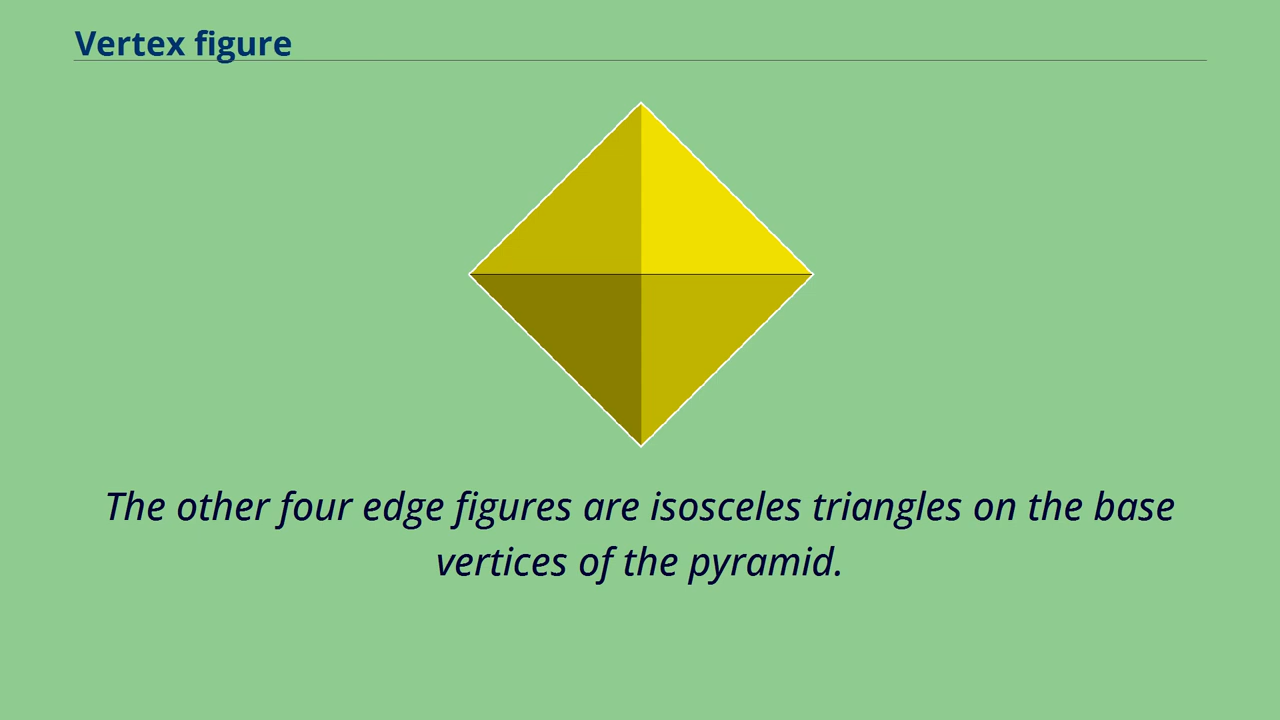 Vertex figure
The other four edge figures are isosceles triangles on the base
vertices of the pyramid.